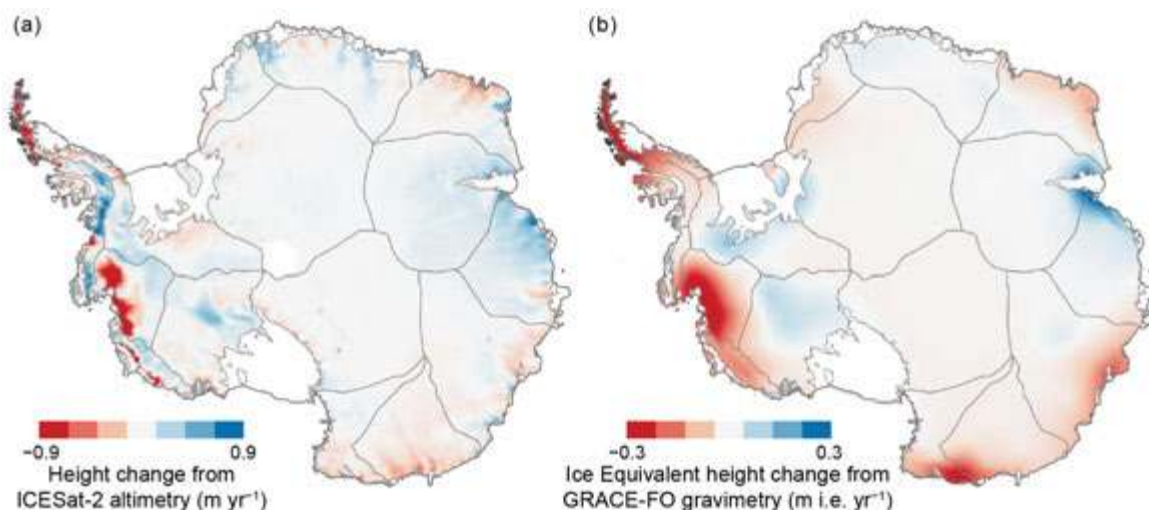 (a)
(b)
−0.9 0.9
Height change from
ICESat-2 altimetry (m yr⁻¹)
−0.3 0.3
Ice Equivalent height change from
GRACE-FO gravimetry (m i.e. yr⁻¹)